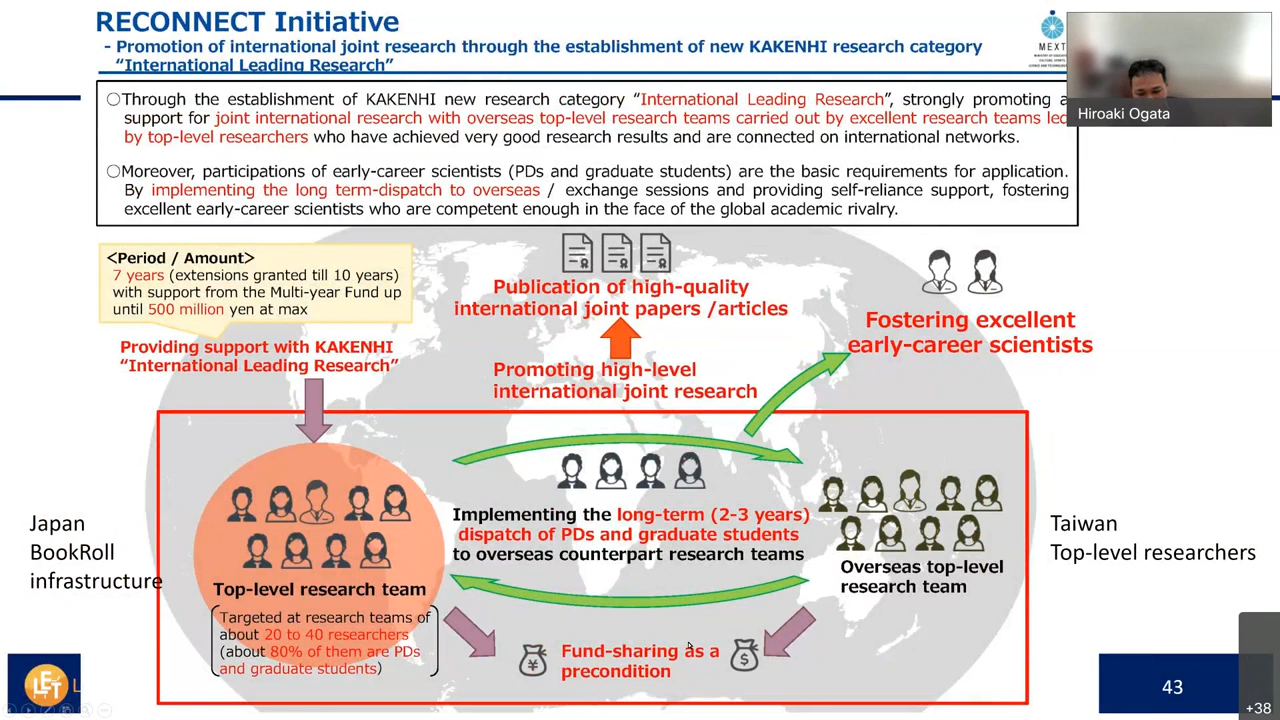 RECONNECT Initiative
- Promotion of international joint research through the establishment of new KAKENHI research category
“International Leading Research”
MEXT
Hiroaki Ogata
○Through the establishment of KAKENHI new research category “International Leading Research”, strongly promoting a
support for joint international research with overseas top-level research teams carried out by excellent research teams led
by top-level researchers who have achieved very good research results and are connected on international networks.
○Moreover, participations of early-career scientists (PDs and graduate students) are the basic requirements for application.
By implementing the long term-dispatch to overseas / exchange sessions and providing self-reliance support, fostering
excellent early-career scientists who are competent enough in the face of the global academic rivalry.
<Period / Amount>
7 years (extensions granted till 10 years)
with support from the Multi-year Fund up
until 500 million yen at max
Providing support with KAKENHI
“International Leading Research”
Publication of high-quality
international joint papers /articles
Promoting high-level
international joint research
Fostering excellent
early-career scientists
Japan
BookRoll
infrastructure
Top-level research team
Targeted at research teams of
about 20 to 40 researchers
(about 80% of them are PDs
and graduate students)
Implementing the long-term (2-3 years)
dispatch of PDs and graduate students
to overseas counterpart research teams
Overseas top-level
research team
Taiwan
Top-level researchers
¥
Fund-sharing as a
precondition
$
LET
L
43
+38